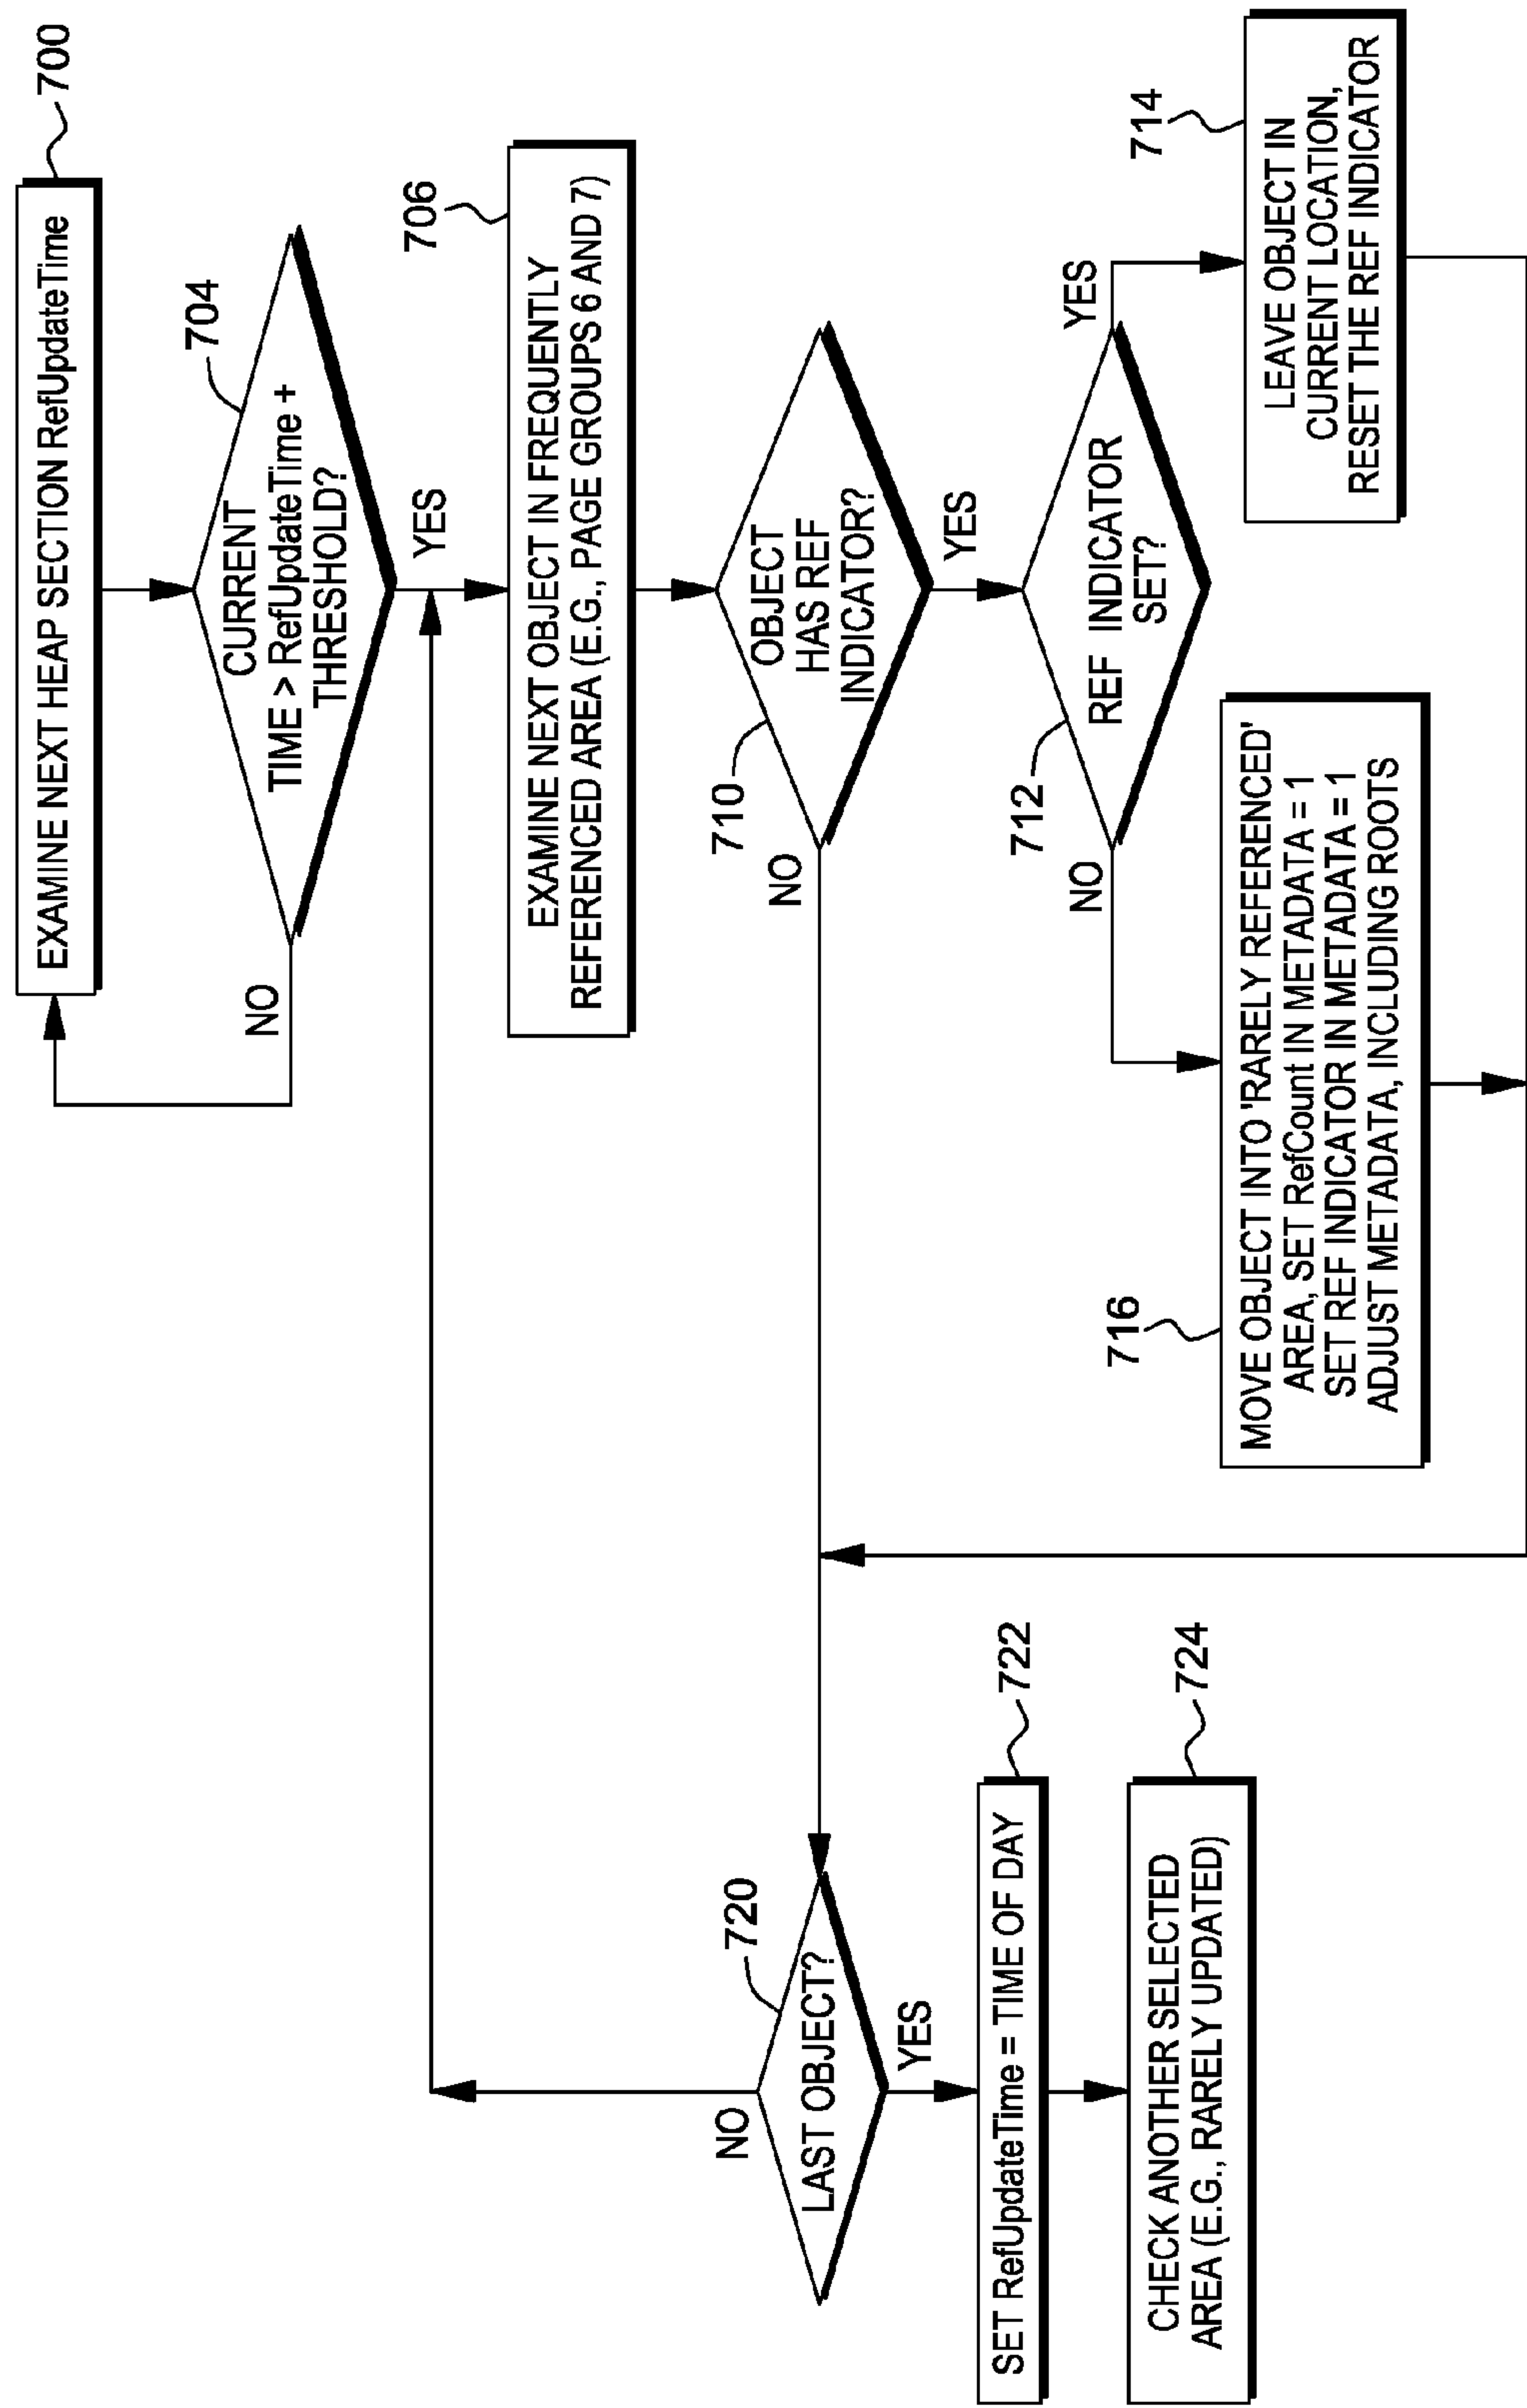 EXAMINE NEXT HEAP SECTION RefUpdateTime
700
CURRENT
TIME > RefUpdateTime +
THRESHOLD?
704
NO
YES
706
EXAMINE NEXT OBJECT IN FREQUENTLY
REFERENCED AREA (E.G., PAGE GROUPS 6 AND 7)
710
OBJECT
HAS REF
INDICATOR?
NO
YES
712
REF INDICATOR
SET?
NO
YES
714
LEAVE OBJECT IN
CURRENT LOCATION,
RESET THE REF INDICATOR
716
MOVE OBJECT INTO 'RARELY REFERENCED'
AREA, SET RefCount IN METADATA = 1
SET REF INDICATOR IN METADATA = 1
ADJUST METADATA, INCLUDING ROOTS
720
LAST OBJECT?
NO
YES
722
SET RefUpdateTime = TIME OF DAY
724
CHECK ANOTHER SELECTED
AREA (E.G., RARELY UPDATED)